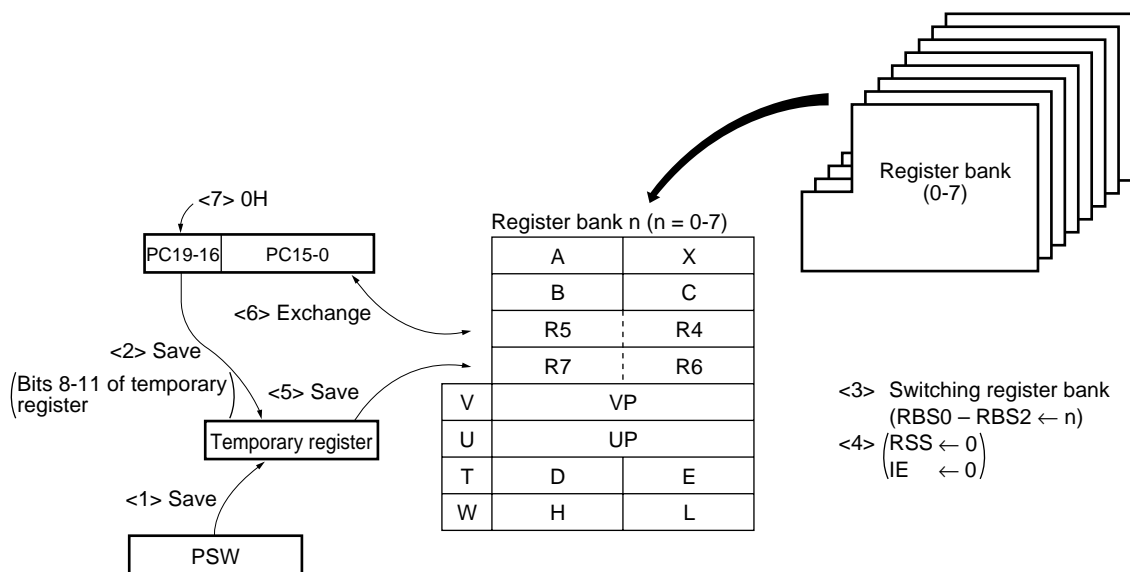 Register bank
(0-7)
<7> 0H
Register bank n (n = 0-7)
PC19-16 PC15-0
A X
B C
<6> Exchange
R5 R4
<2> Save
R7 R6
(Bits 8-11 of temporary
register)
<5> Save
<3> Switching register bank
(RBS0 – RBS2 ← n)
V VP
Temporary register
U UP
<4> (RSS ← 0
IE ← 0)
T D E
<1> Save
W H L
PSW